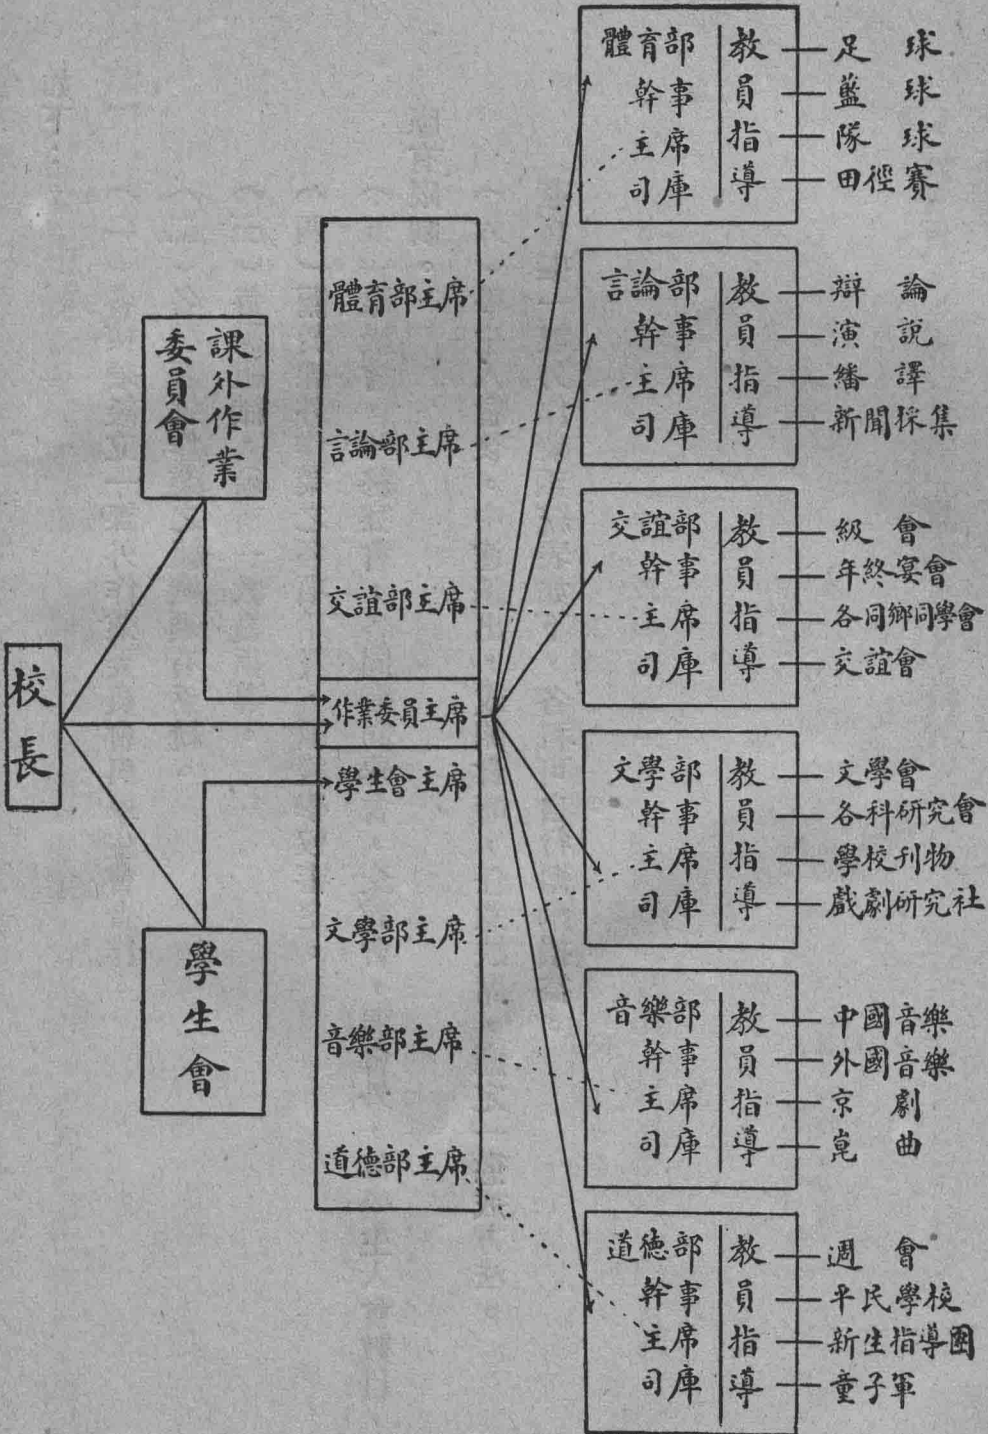 校長
課外作業
委員會
學生會
體育部主席
言論部主席
交誼部主席
作業委員主席
學生會主席
文學部主席
音樂部主席
道德部主席
體育部
幹事
主席
司庫
教員指導
足球
藍球
隊球
田徑賽
言論部
幹事
主席
司庫
教員指導
辯論
演說
繙譯
新聞採集
交誼部
幹事
主席
司庫
教員指導
級會
年終宴會
各同鄉同學會
交誼會
文學部
幹事
主席
司庫
教員指導
文學會
各科研究會
學校刊物
戲劇研究社
音樂部
幹事
主席
司庫
教員指導
中國音樂
外國音樂
京劇
崑曲
道德部
幹事
主席
司庫
教員指導
週會
平民學校
新生指導團
童子軍